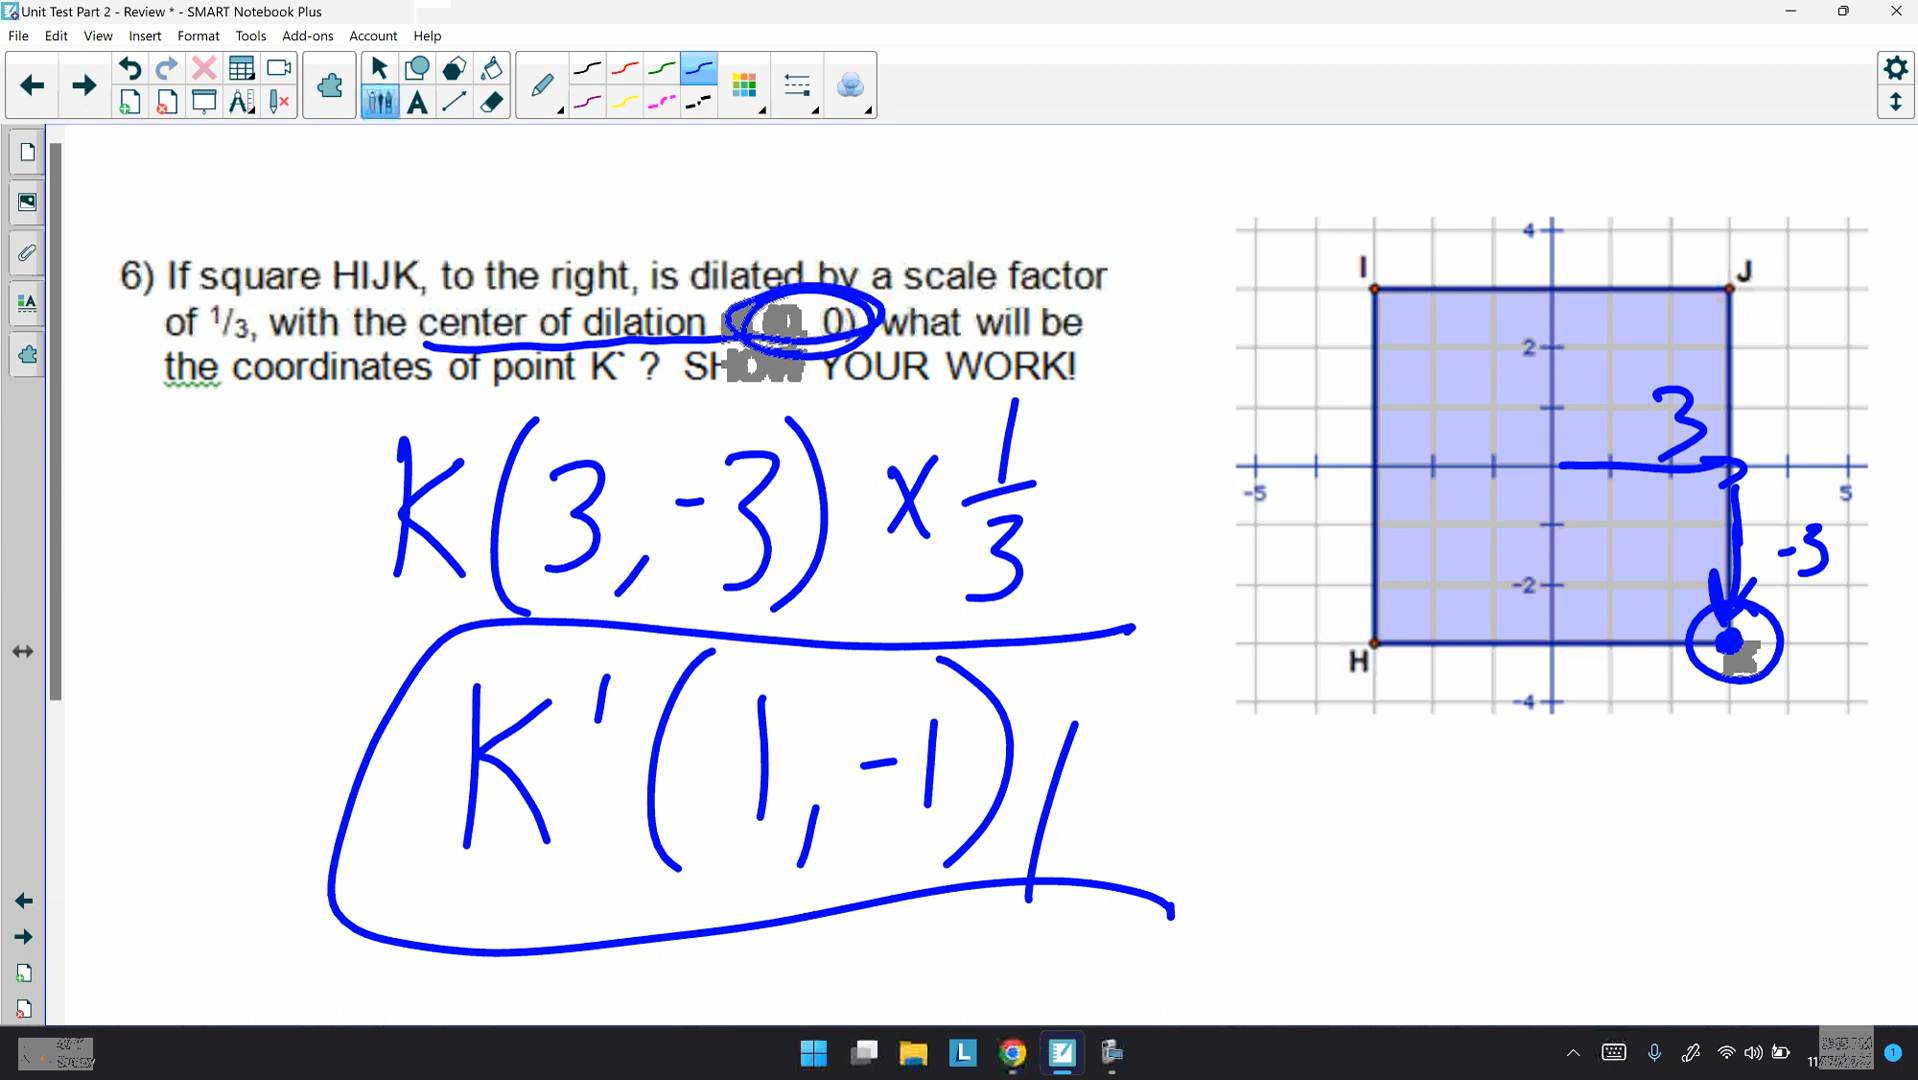 Unit Test Part 2 - Review * - SMART Notebook Plus
File Edit View Insert Format Tools Add-ons Account Help
6) If square HIJK, to the right, is dilated by a scale factor
of 1/3, with the center of dilation 0), what will be
the coordinates of point K` ? YOUR WORK!
K(3, -3) x 1/3
K'(1, -1)
I J
4
2
3
-5 5
-3
-2
H
-4
A
L
1